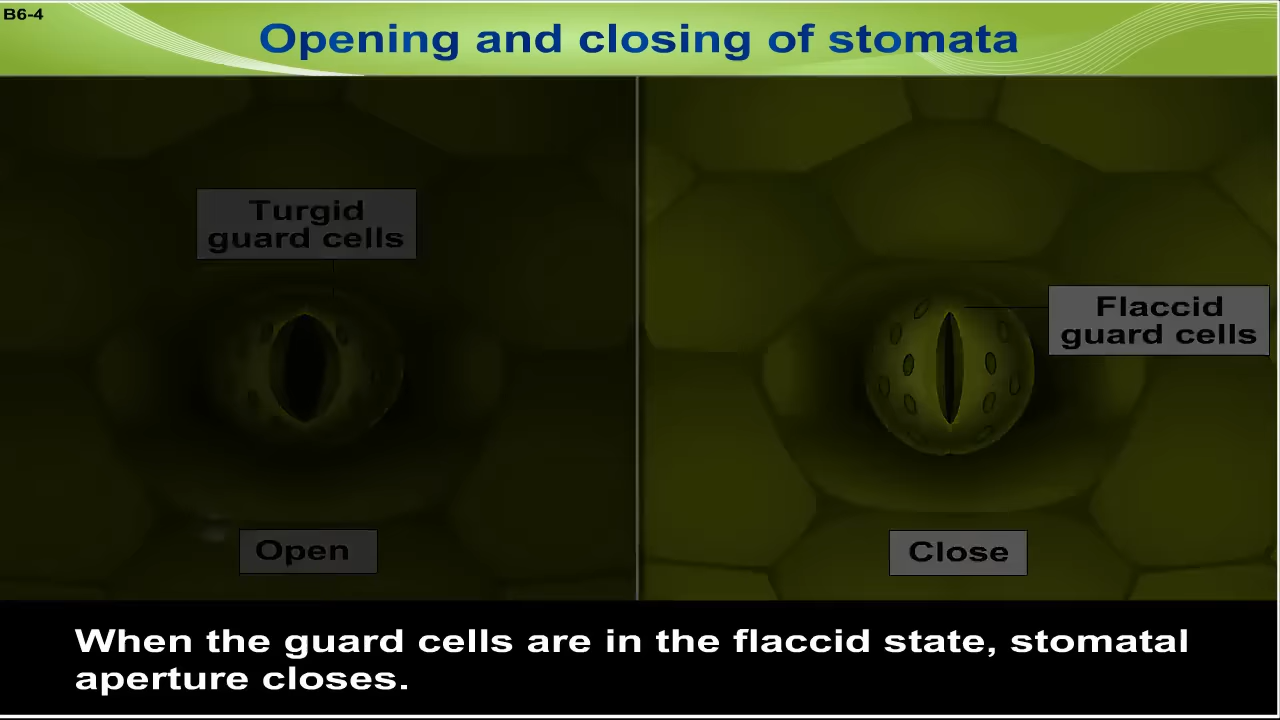 B6-4
Opening and closing of stomata
Turgid
guard cells
Flaccid
guard cells
Open
Close
When the guard cells are in the flaccid state, stomatal
aperture closes.